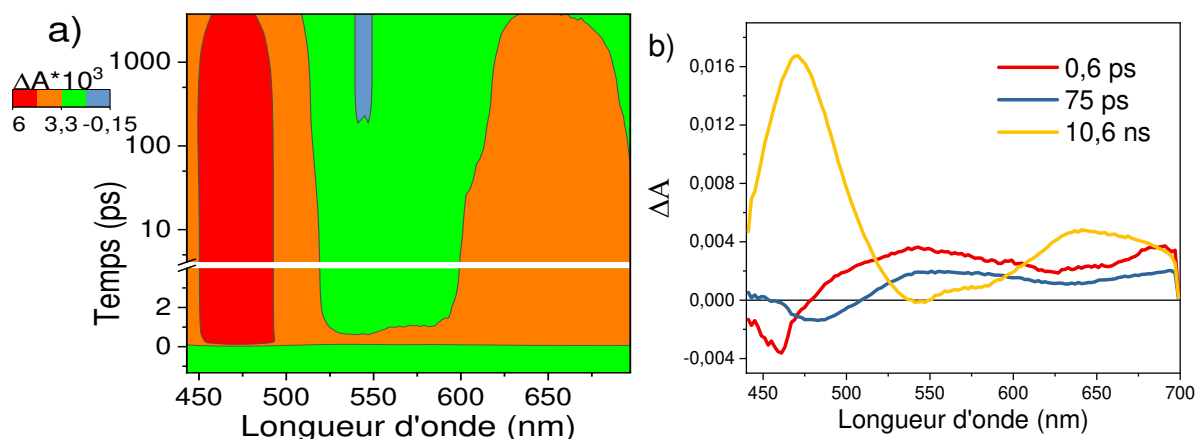 a)
ΔA*10³
6 3,3 -0,15
Temps (ps)
1000
100
10
2
0
450 500 550 600 650
Longueur d'onde (nm)
b)
0,6 ps
75 ps
10,6 ns
ΔA
0,016
0,012
0,008
0,004
0,000
-0,004
450 500 550 600 650 700
Longueur d'onde (nm)